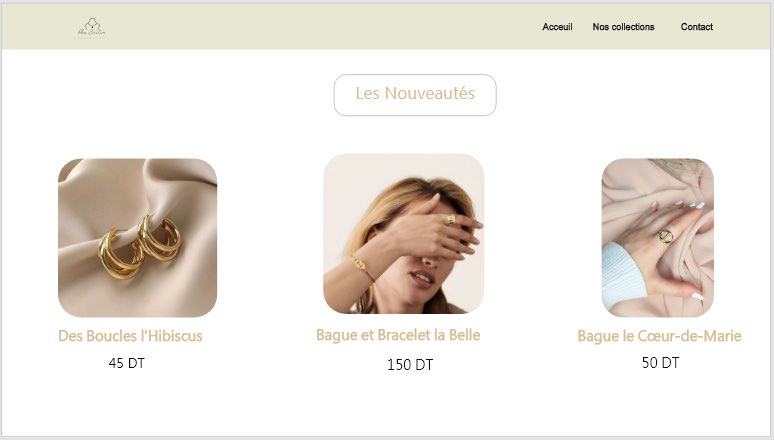 Acceuil Nos collections Contact
Les Nouveautés
Des Boucles l'Hibiscus
Bague et Bracelet la Belle
Bague le Cœur-de-Marie
45 DT
150 DT
50 DT